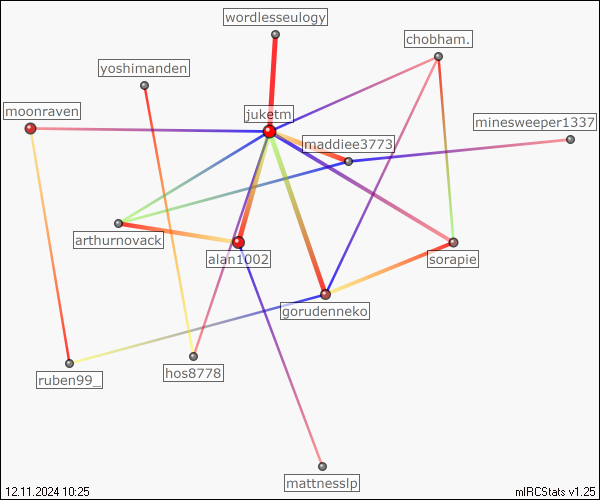 wordlesseulogy
chobham.
yoshimanden
moonraven
juketm
minesweeper1337
maddiee3773
arthurnovack
alan1002
sorapie
gorudenneko
hos8778
ruben99_
mattnesslp
12.11.2024 10:25
mIRCStats v1.25